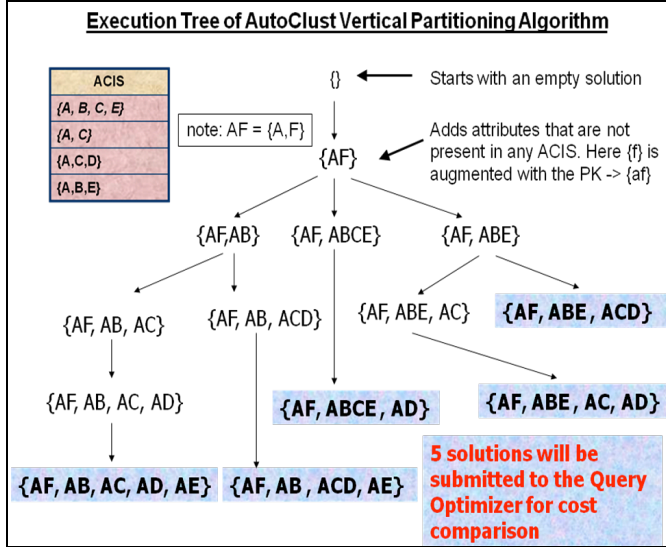 Execution Tree of AutoClust Vertical Partitioning Algorithm
ACIS
{A, B, C, E}
{A, C}
{A,C,D}
{A,B,E}
note: AF = {A,F}
{}
Starts with an empty solution
{AF}
Adds attributes that are not
present in any ACIS. Here {f} is
augmented with the PK -> {af}
{AF,AB}
{AF, ABCE}
{AF, ABE}
{AF, AB, AC}
{AF, AB, ACD}
{AF, ABE, AC}
{AF, ABE , ACD}
{AF, AB, AC, AD}
{AF, ABCE , AD}
{AF, ABE, AC, AD}
{AF, AB, AC, AD, AE}
{AF, AB , ACD, AE}
5 solutions will be
submitted to the Query
Optimizer for cost
comparison